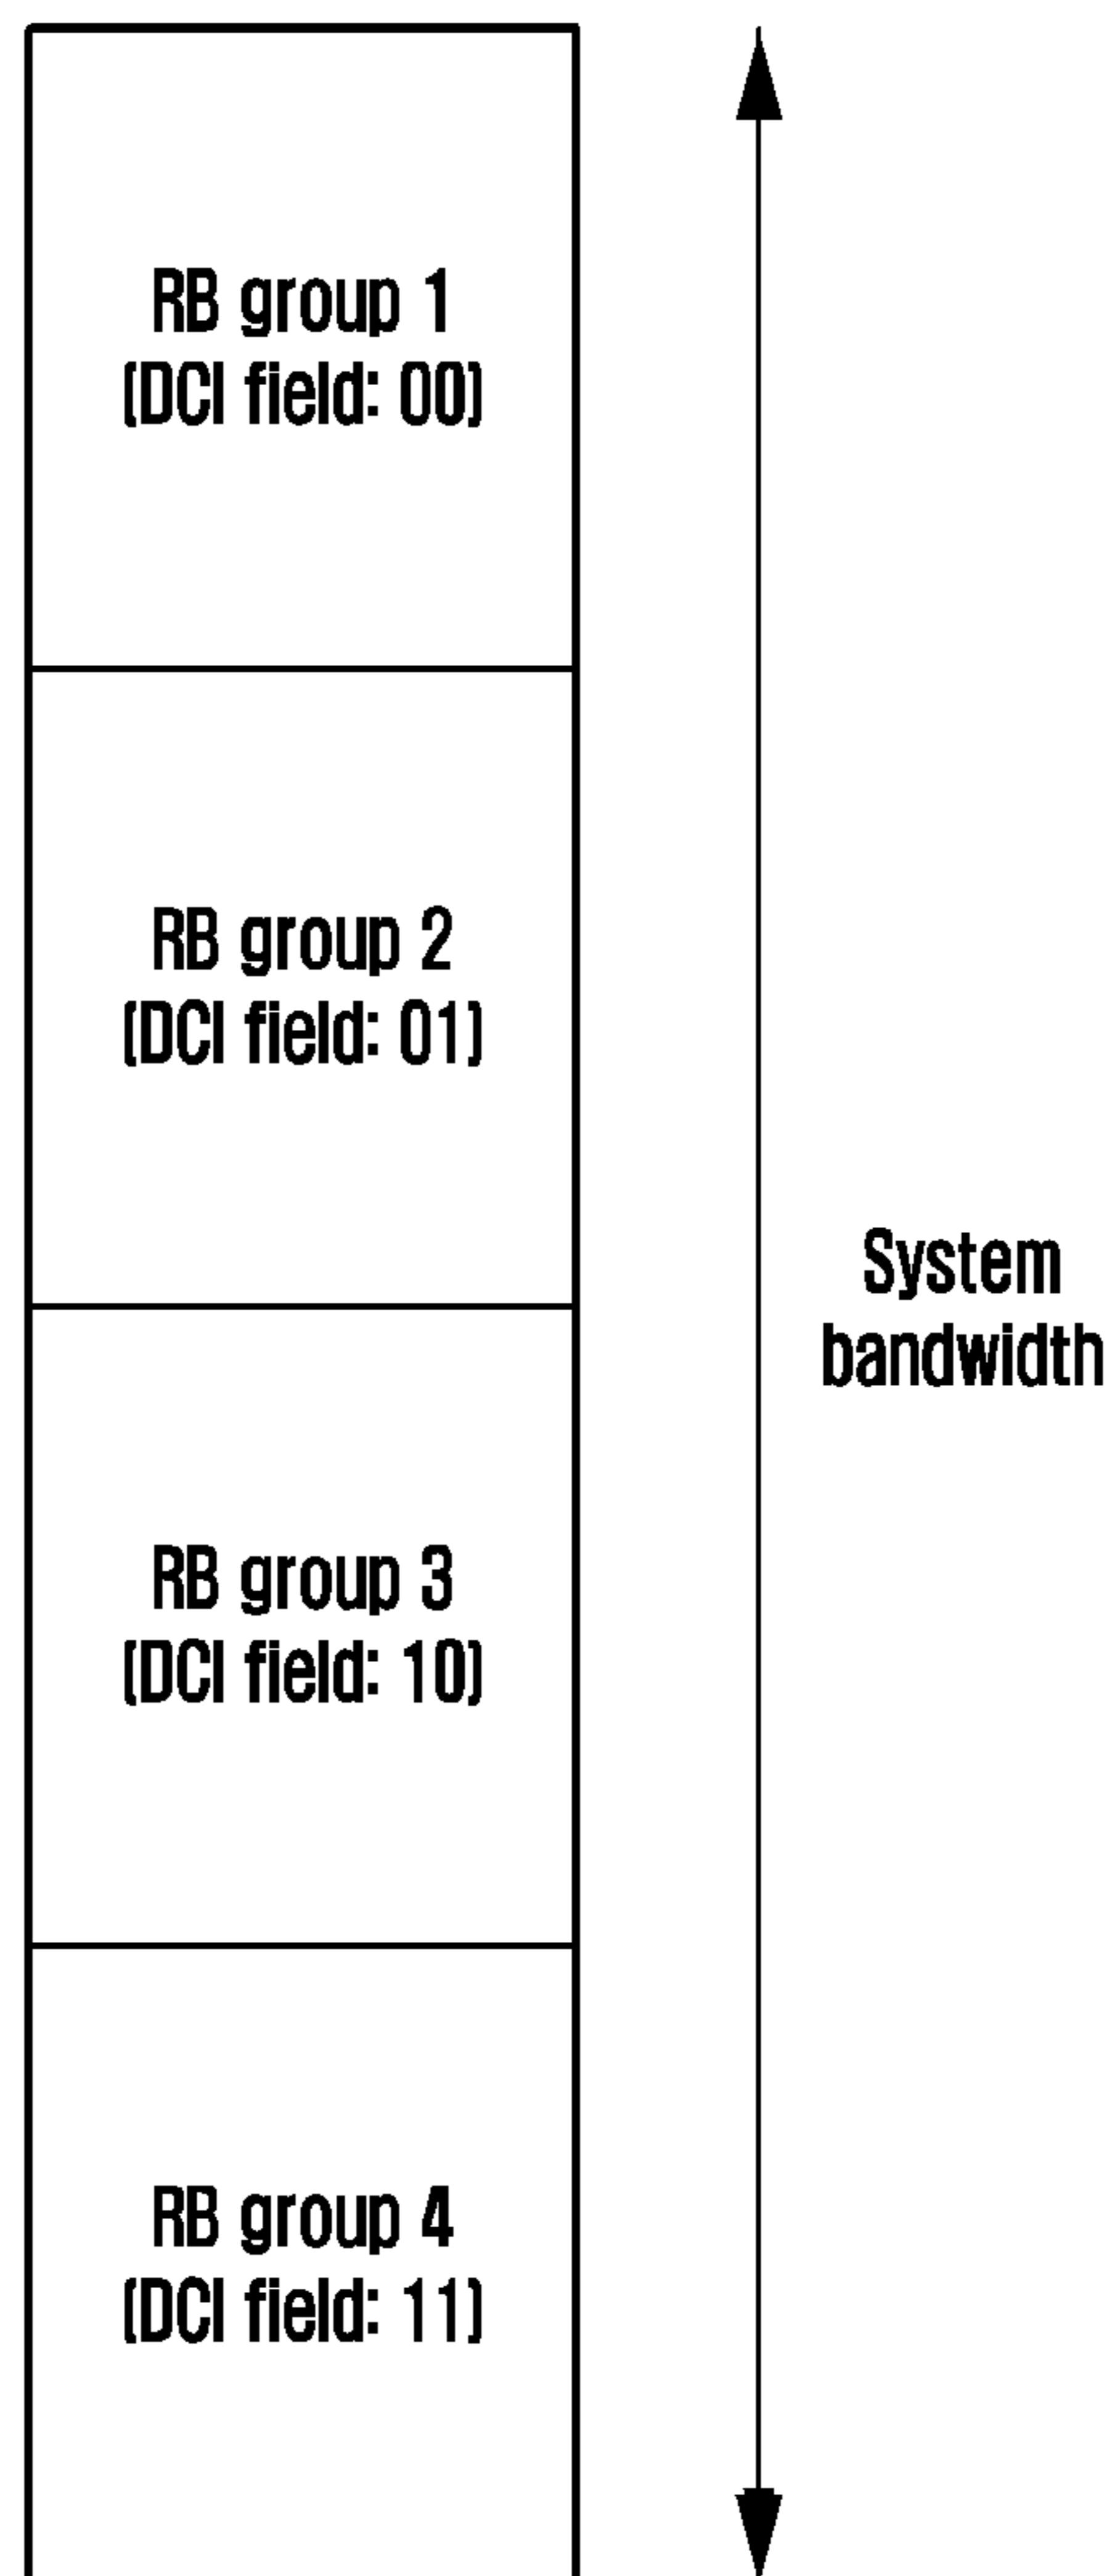 RB group 1
(DCI field: 00)
RB group 2
(DCI field: 01)
System
bandwidth
RB group 3
(DCI field: 10)
RB group 4
(DCI field: 11)